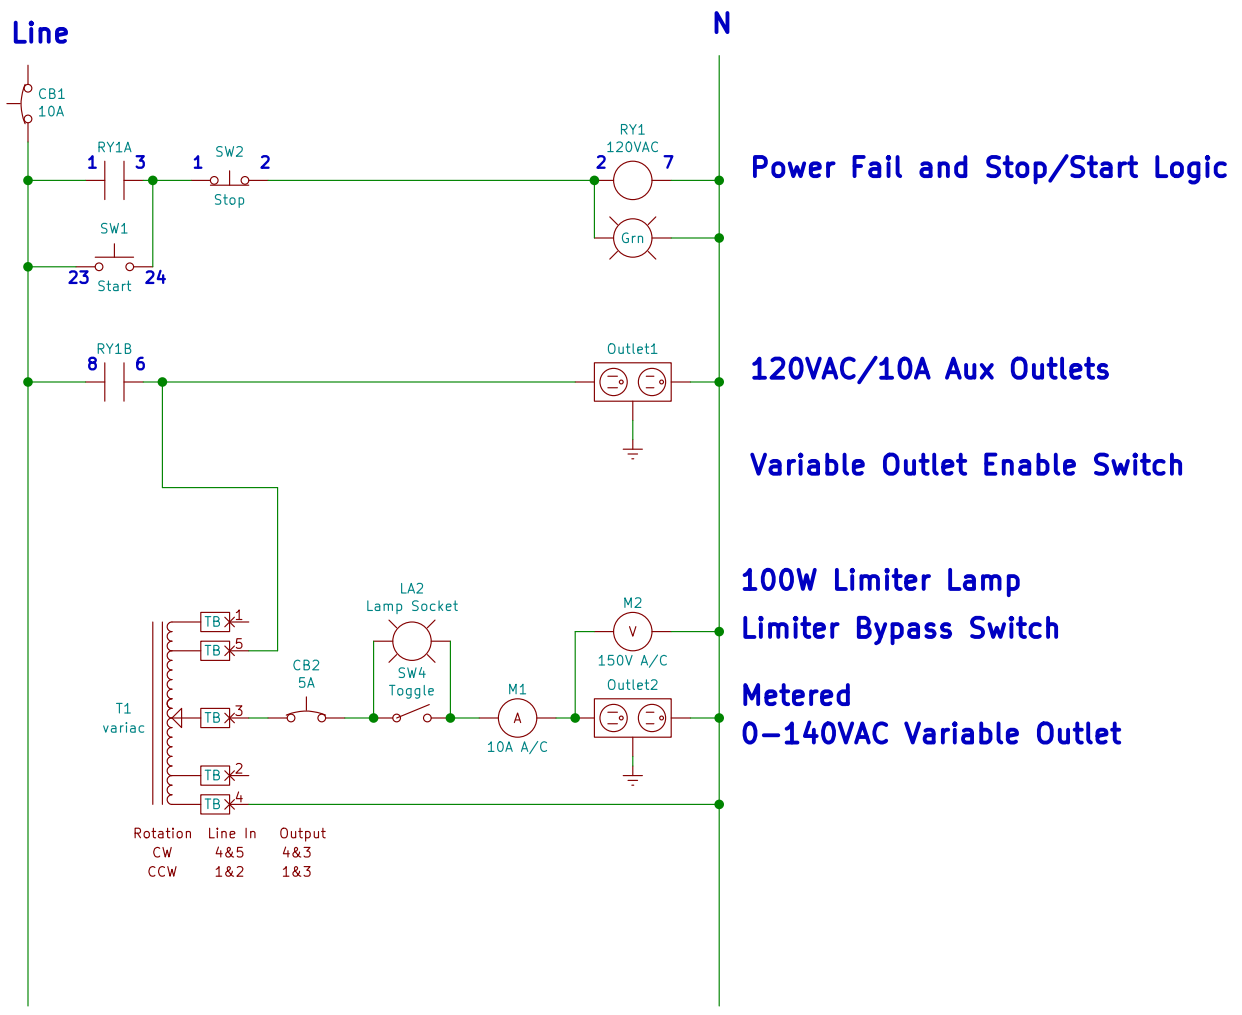 Line
N
CB1
10A
RY1A
1 3
SW2
1 2
Stop
RY1
120VAC
2 7
Power Fail and Stop/Start Logic
SW1
23 24
Start
Grn
RY1B
8 6
Outlet1
120VAC/10A Aux Outlets
Variable Outlet Enable Switch
100W Limiter Lamp
LA2
Lamp Socket
M2
V
150V A/C
Limiter Bypass Switch
TB 1
TB 5
CB2
5A
SW4
Toggle
M1
A
10A A/C
Outlet2
Metered
0-140VAC Variable Outlet
T1
variac
TB 3
TB 2
TB 4
Rotation Line In Output
CW 4&5 4&3
CCW 1&2 1&3